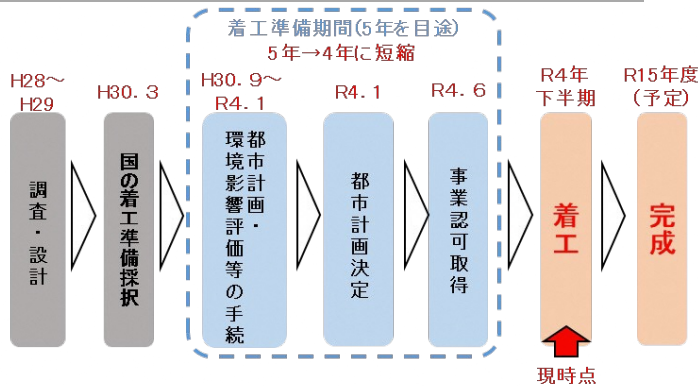 着工準備期間(5年を目途)
5年→4年に短縮
H28～
H29
H30.3
H30.9～
R4.1
R4.1
R4.6
R4年
下半期
R15年度
(予定)
調査・設計
国の着工準備採択
都市計画・
環境影響評価等の手続
都市計画決定
事業認可取得
着工
完成
現時点